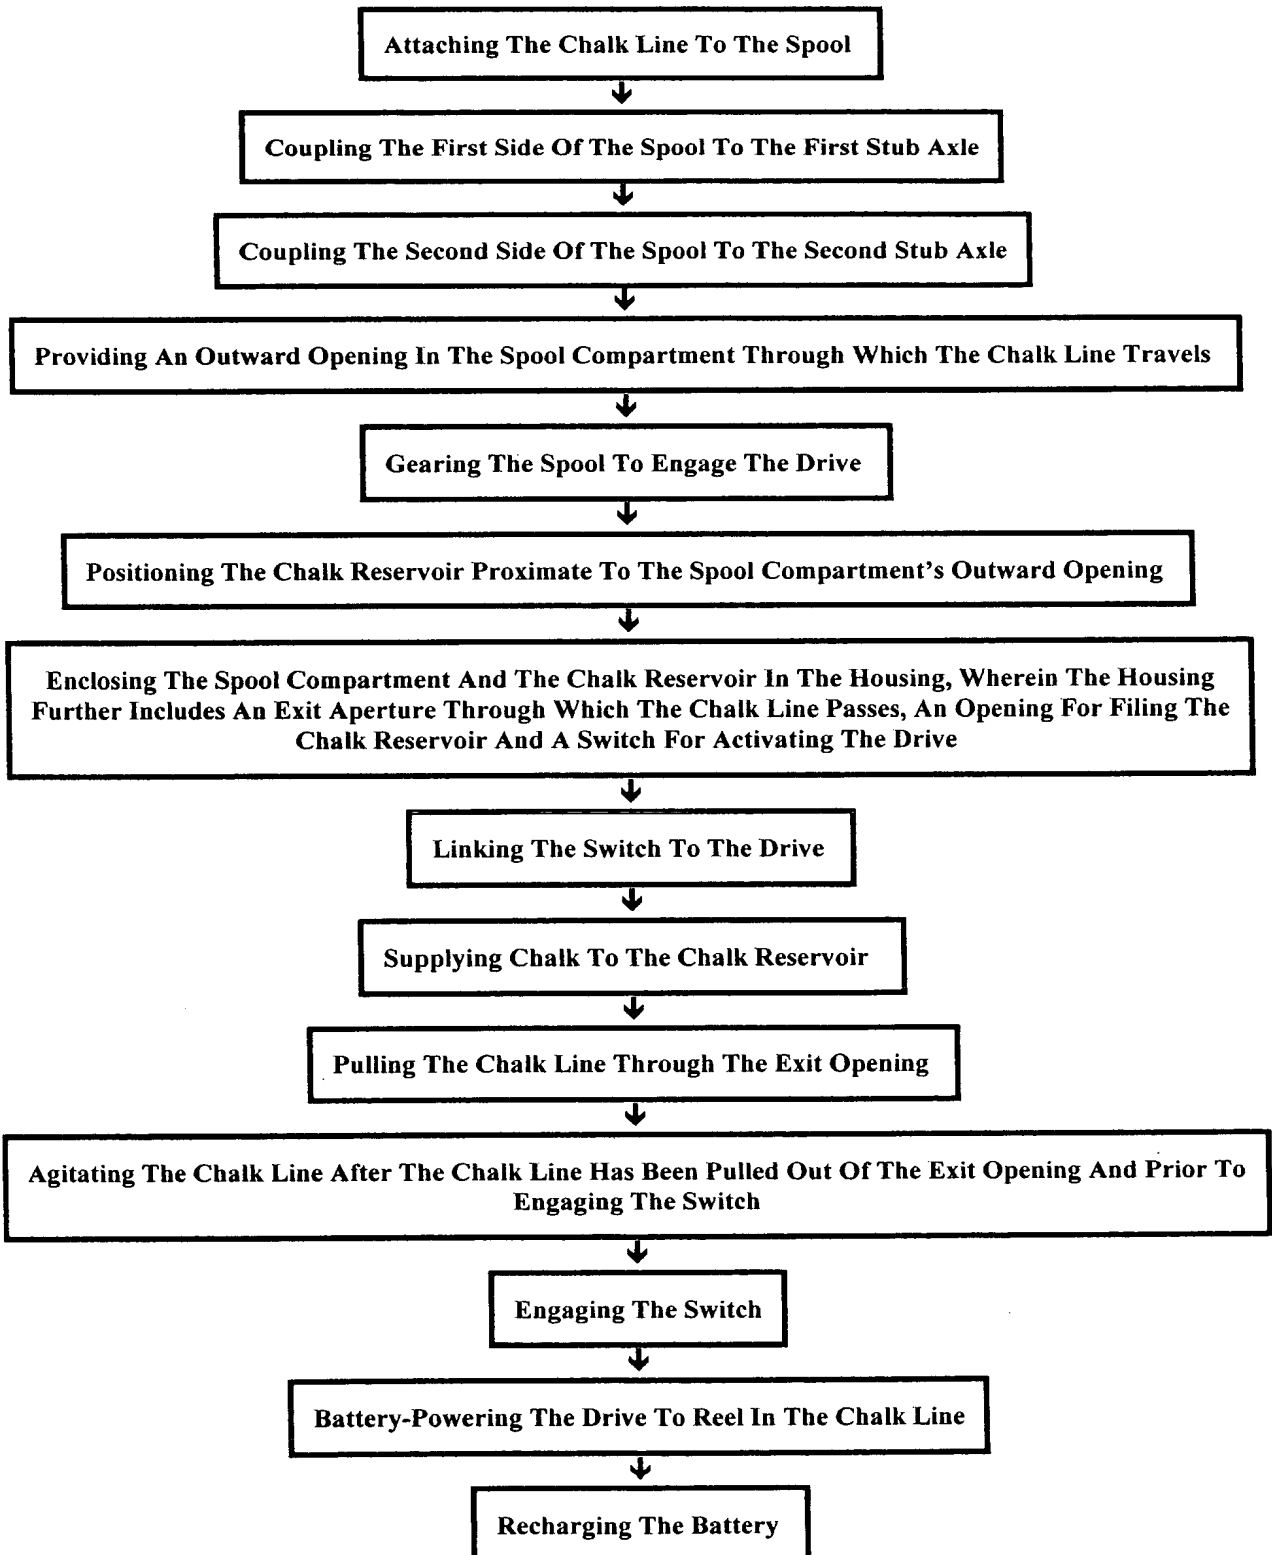 Attaching The Chalk Line To The Spool
Coupling The First Side Of The Spool To The First Stub Axle
Coupling The Second Side Of The Spool To The Second Stub Axle
Providing An Outward Opening In The Spool Compartment Through Which The Chalk Line Travels
Gearing The Spool To Engage The Drive
Positioning The Chalk Reservoir Proximate To The Spool Compartment's Outward Opening
Enclosing The Spool Compartment And The Chalk Reservoir In The Housing, Wherein The Housing
Further Includes An Exit Aperture Through Which The Chalk Line Passes, An Opening For Filing The
Chalk Reservoir And A Switch For Activating The Drive
Linking The Switch To The Drive
Supplying Chalk To The Chalk Reservoir
Pulling The Chalk Line Through The Exit Opening
Agitating The Chalk Line After The Chalk Line Has Been Pulled Out Of The Exit Opening And Prior To
Engaging The Switch
Engaging The Switch
Battery-Powering The Drive To Reel In The Chalk Line
Recharging The Battery